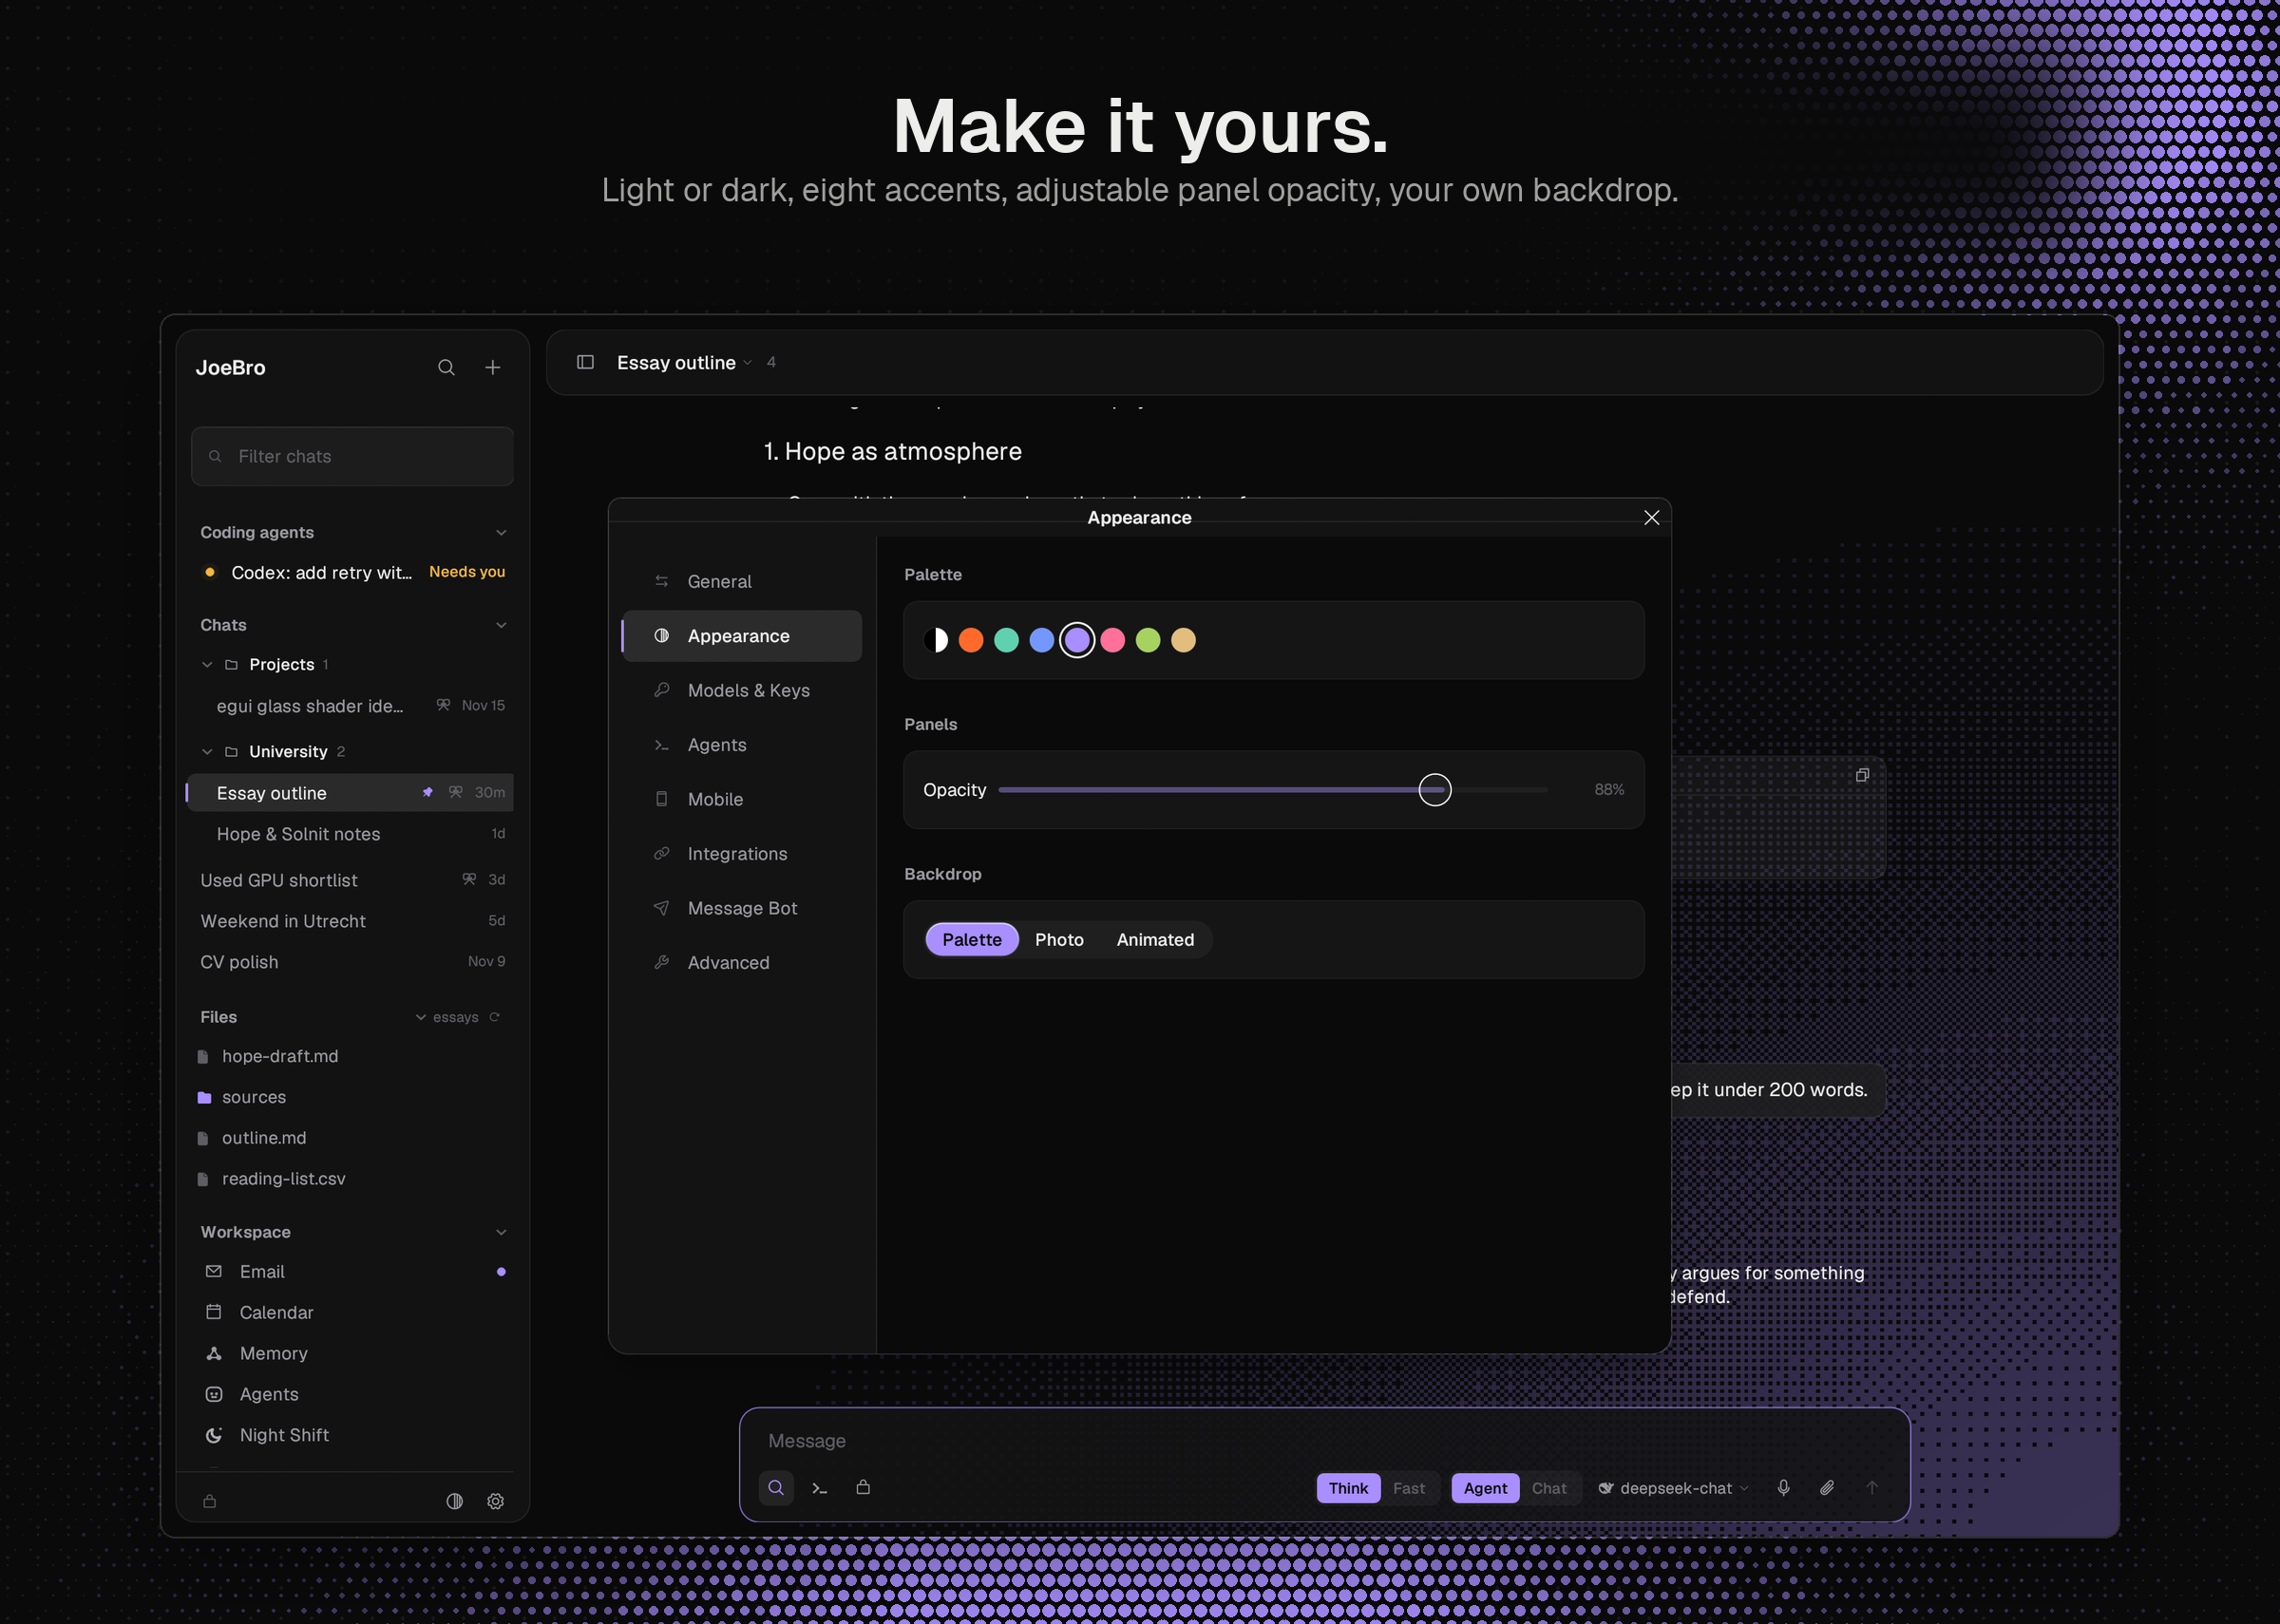 Make it yours.
Light or dark, eight accents, adjustable panel opacity, your own backdrop.
JoeBro
Filter chats
Coding agents
Codex: add retry wit... Needs you
Chats
Projects 1
egui glass shader ide... Nov 15
University 2
Essay outline 30m
Hope & Solnit notes 1d
Used GPU shortlist 3d
Weekend in Utrecht 5d
CV polish Nov 9
Files essays
hope-draft.md
sources
outline.md
reading-list.csv
Workspace
Email
Calendar
Memory
Agents
Night Shift
Essay outline 4
1. Hope as atmosphere
Appearance
General
Appearance
Models & Keys
Agents
Mobile
Integrations
Message Bot
Advanced
Palette
Panels
Opacity 88%
Backdrop
Palette Photo Animated
it under 200 words.
argues for something
defend.
Message
Think Fast Agent Chat deepseek-chat